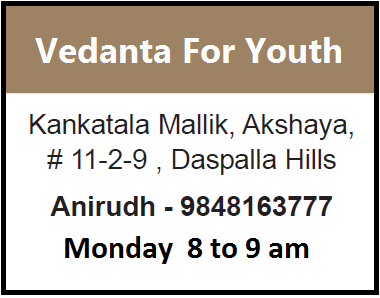 Vedanta For Youth
Kankatala Mallik, Akshaya,
# 11-2-9 , Daspalla Hills
Anirudh - 9848163777
Monday  8 to 9 am